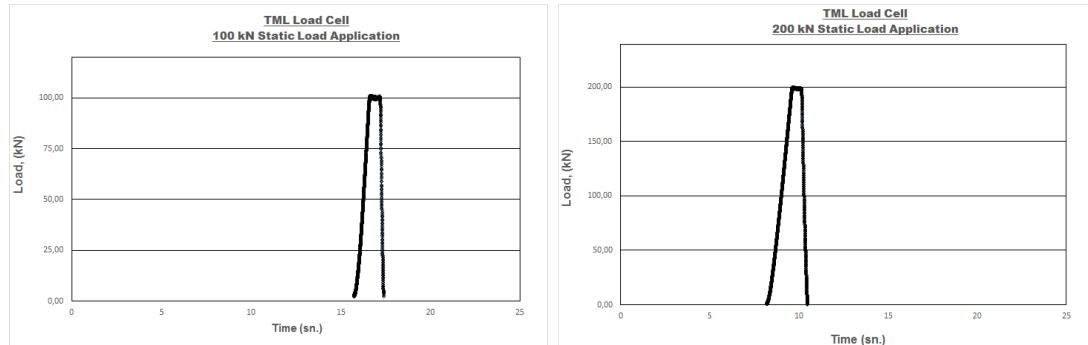 TML Load Cell
100 kN Static Load Application
Load, (kN)
100,00
75,00
50,00
25,00
0,00
0 5 10 15 20 25
Time (sn.)
TML Load Cell
200 kN Static Load Application
Load, (kN)
200,00
150,00
100,00
50,00
0,00
0 5 10 15 20 25
Time (sn.)